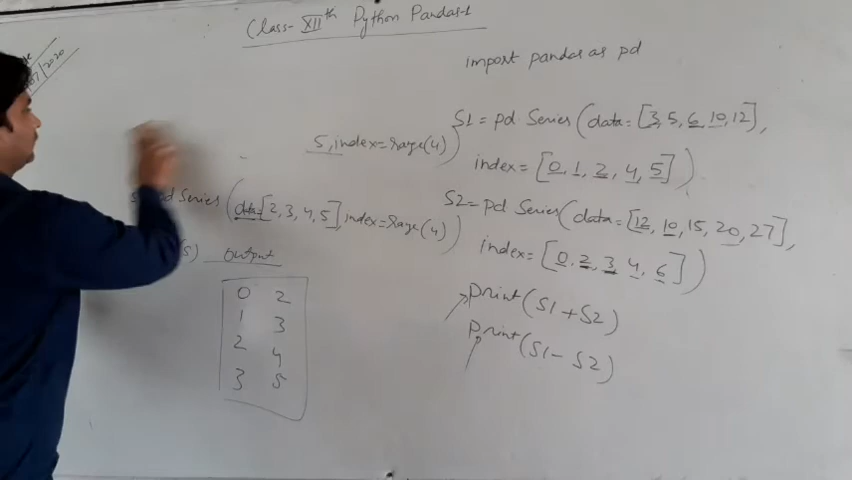 Class-XIIth Python Pandas-1
/2020
import pandas as pd
S1 = pd Series(data=[3,5,6,10,12],
index=[0,1,2,4,5])
5,index=range(4))
pd Series(data=[2,3,4,5],index=range(4))
S2=pd Series(data=[12,10,15,20,27],
index=[0,2,3,4,6])
(s) output
0 2
1 3
2 4
3 5
print(S1+S2)
print(S1-S2)